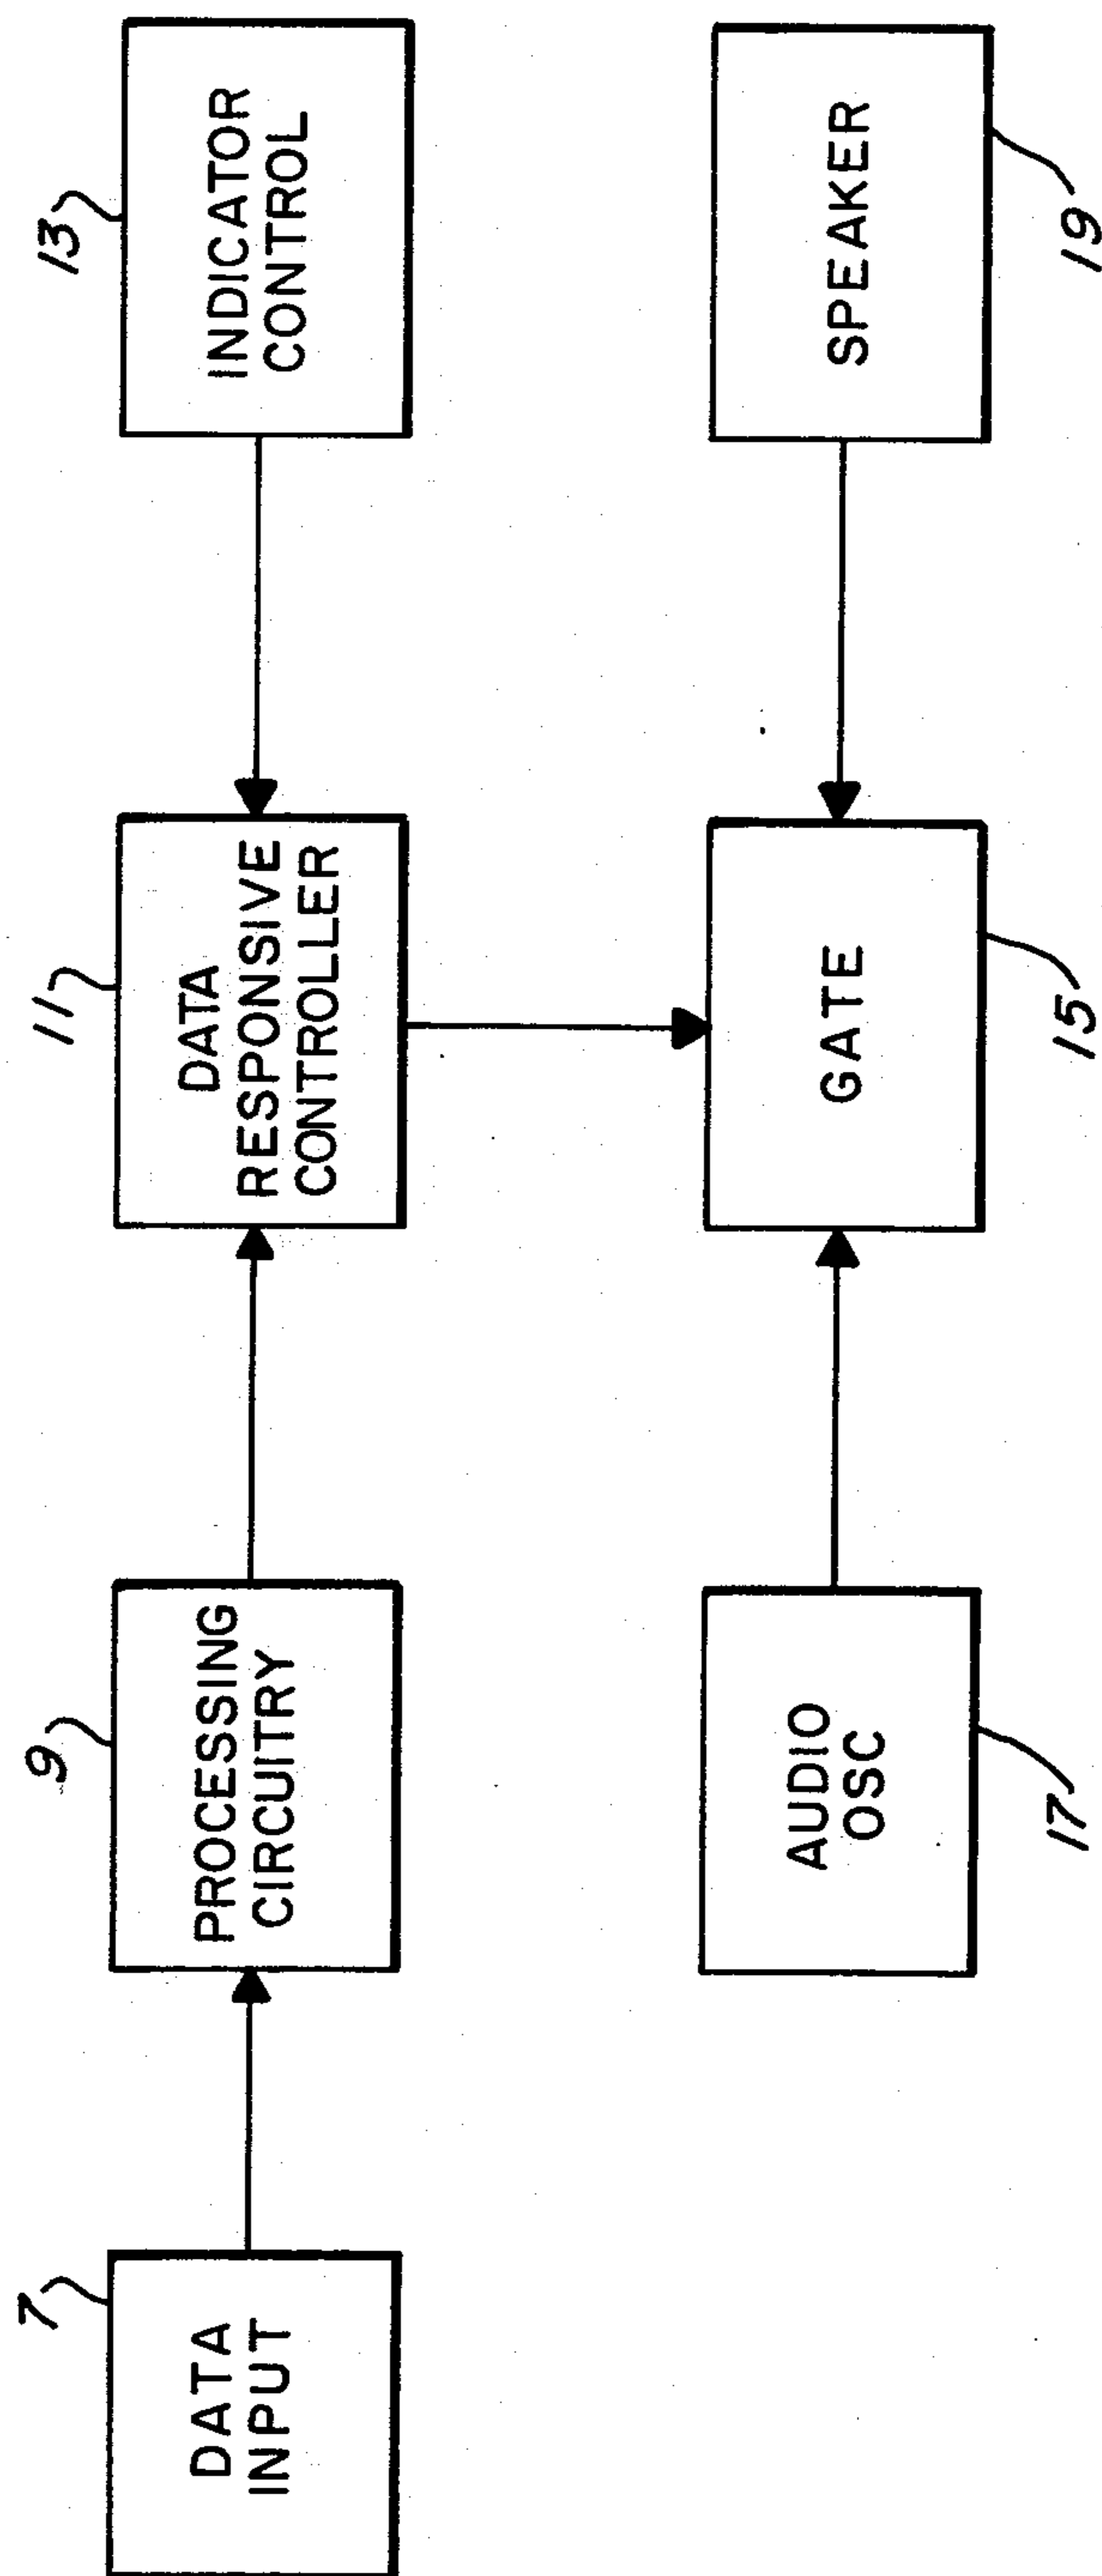 7
DATA
INPUT
9
PROCESSING
CIRCUITRY
11
DATA
RESPONSIVE
CONTROLLER
13
INDICATOR
CONTROL
AUDIO
OSC
17
GATE
15
SPEAKER
19